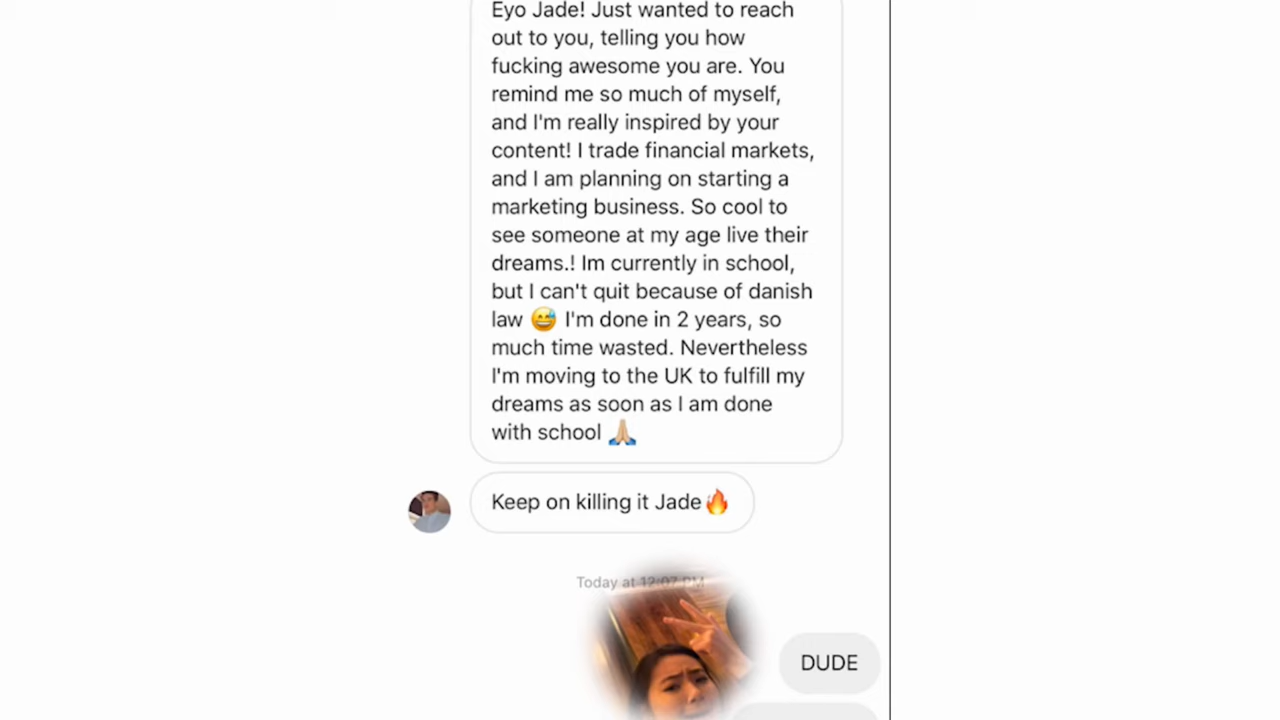 Eyo Jade! Just wanted to reach
out to you, telling you how
fucking awesome you are. You
remind me so much of myself,
and I'm really inspired by your
content! I trade financial markets,
and I am planning on starting a
marketing business. So cool to
see someone at my age live their
dreams.! Im currently in school,
but I can't quit because of danish
law 😅 I'm done in 2 years, so
much time wasted. Nevertheless
I'm moving to the UK to fulfill my
dreams as soon as I am done
with school 🙏🏼
Keep on killing it Jade🔥
Today at 12:07 PM
DUDE